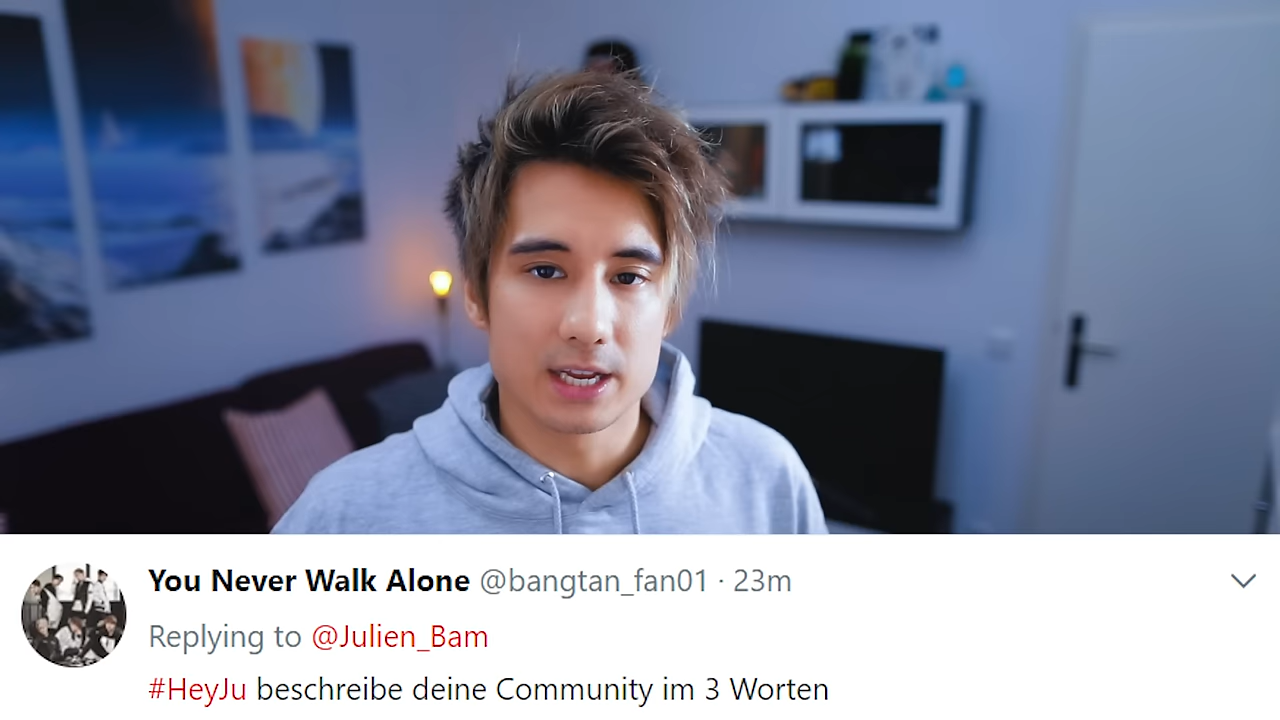 You Never Walk Alone @bangtan_fan01 · 23m
Replying to @Julien_Bam
#HeyJu beschreibe deine Community im 3 Worten